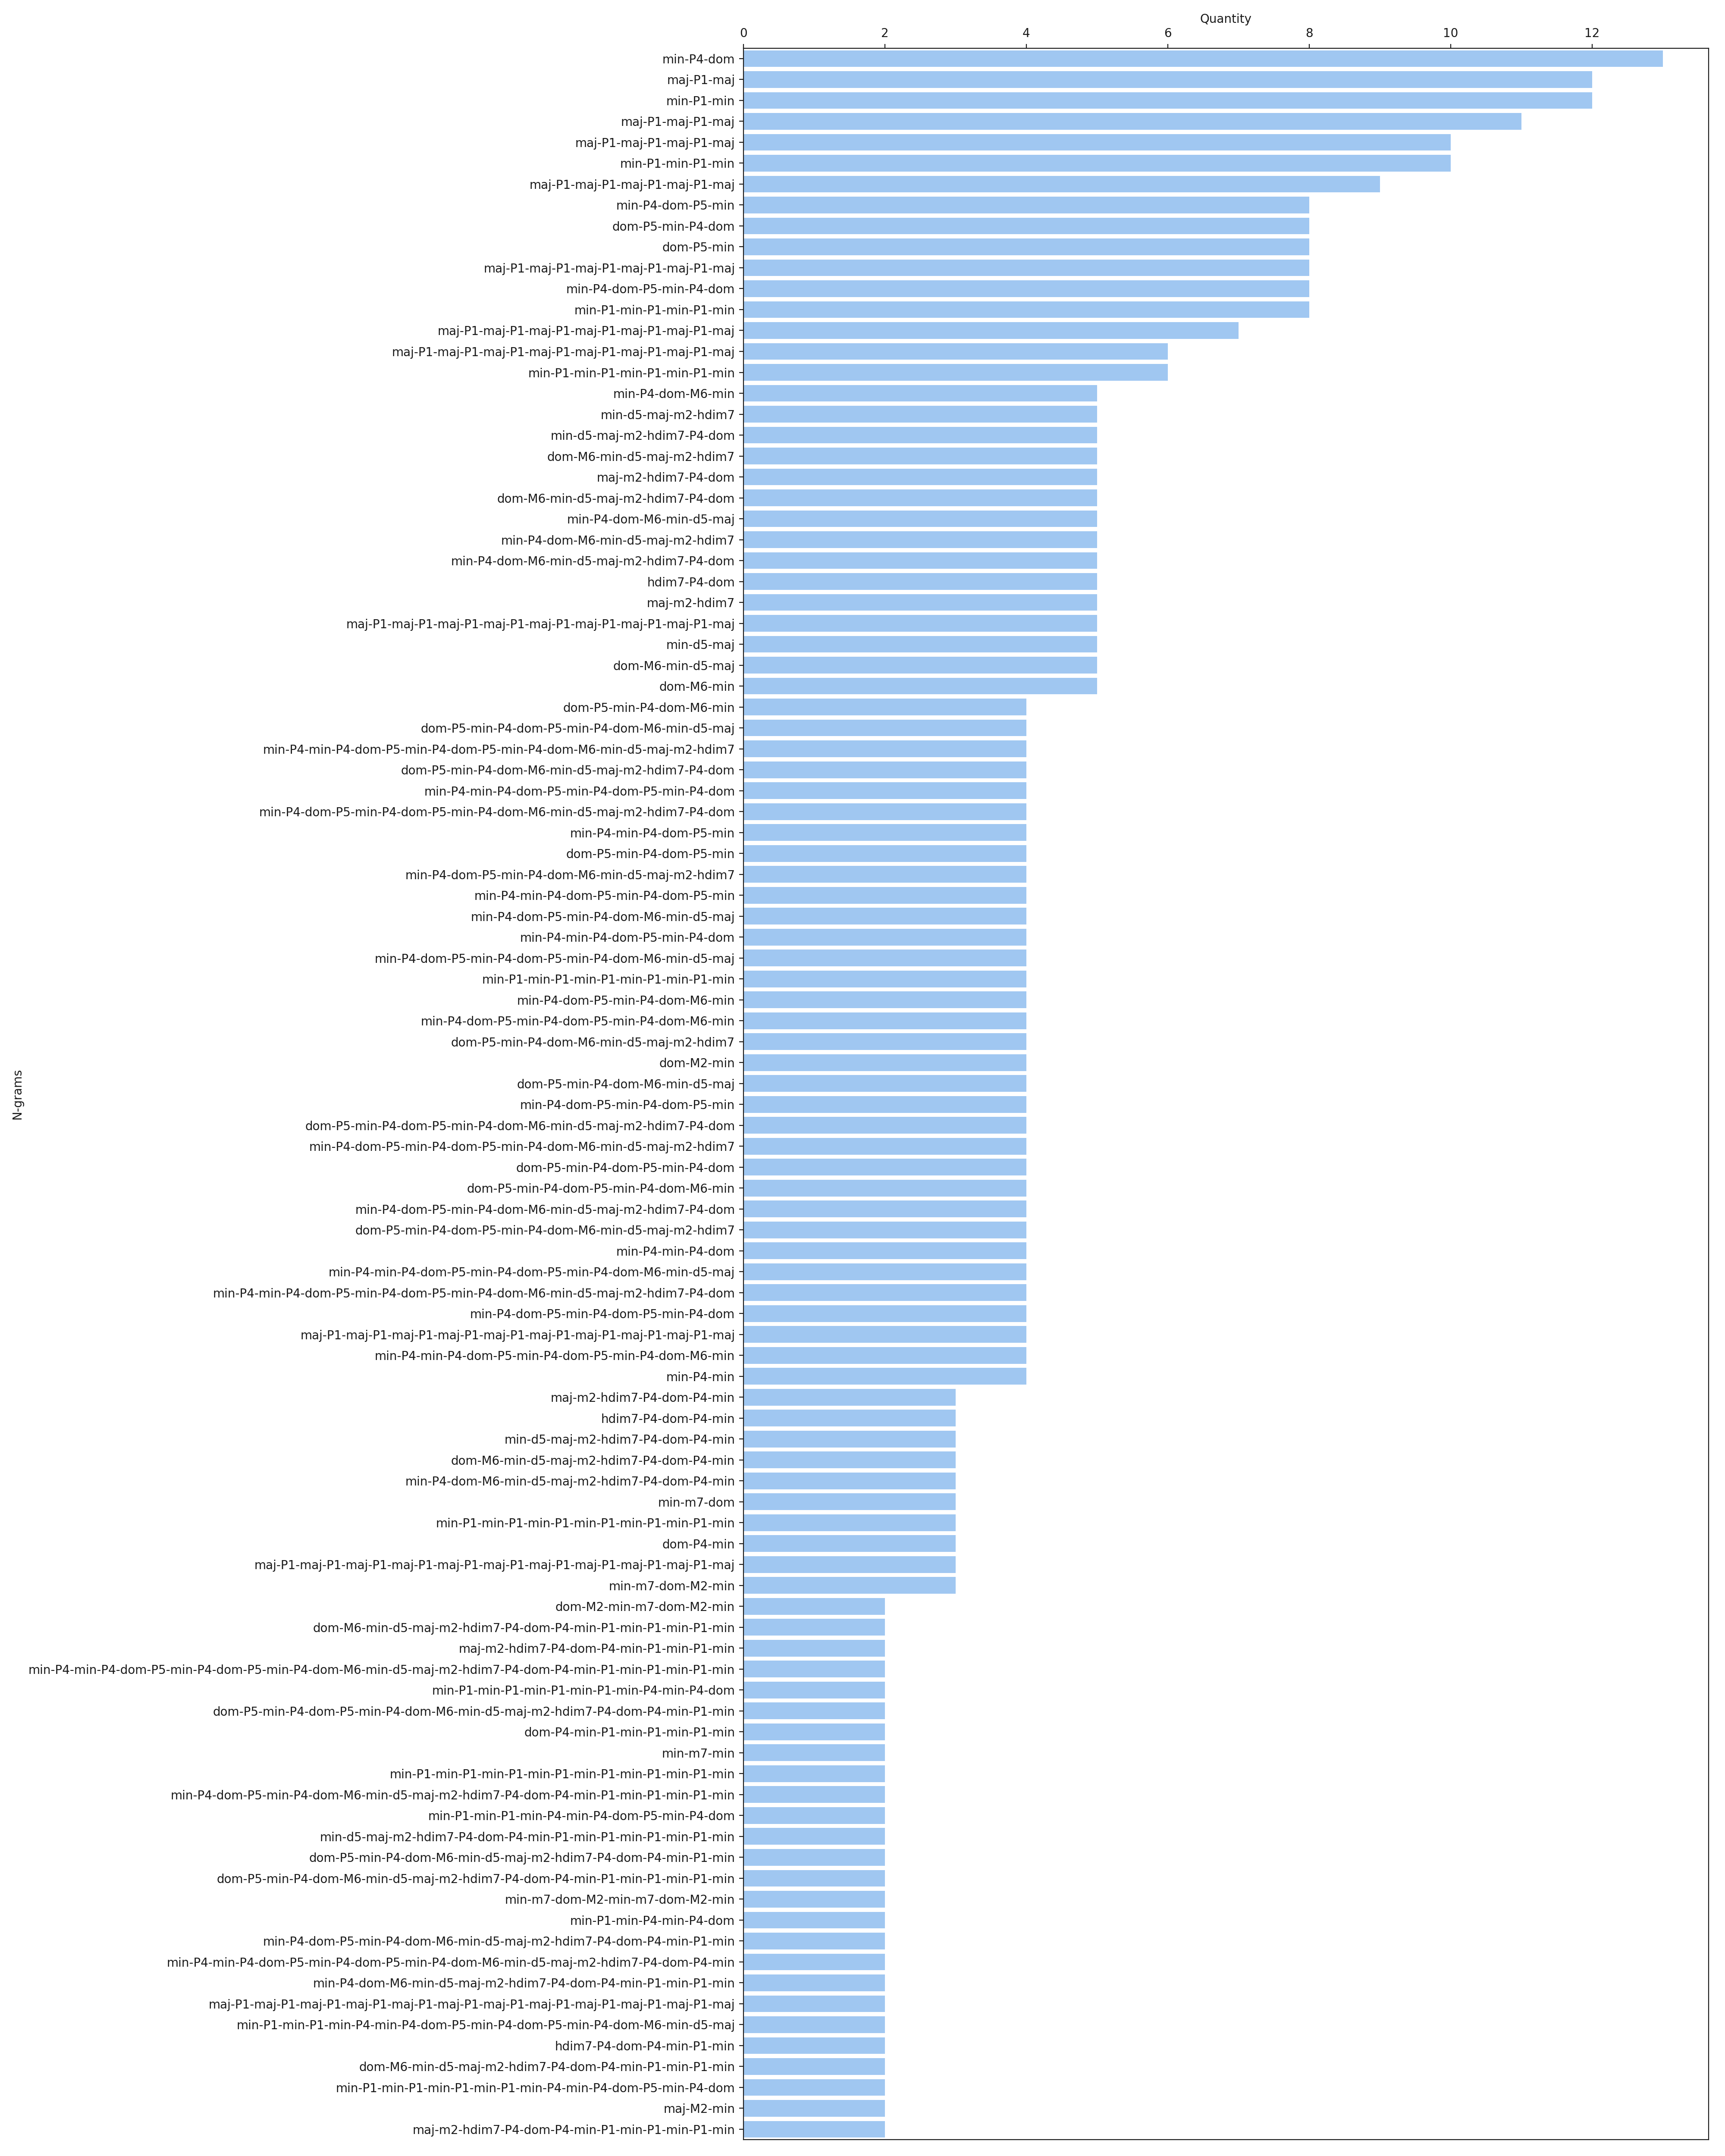 Quantity
0 2 4 6 8 10 12
min-P4-dom
maj-P1-maj
min-P1-min
maj-P1-maj-P1-maj
maj-P1-maj-P1-maj-P1-maj
min-P1-min-P1-min
maj-P1-maj-P1-maj-P1-maj-P1-maj
min-P4-dom-P5-min
dom-P5-min-P4-dom
dom-P5-min
maj-P1-maj-P1-maj-P1-maj-P1-maj-P1-maj
min-P4-dom-P5-min-P4-dom
min-P1-min-P1-min-P1-min
maj-P1-maj-P1-maj-P1-maj-P1-maj-P1-maj-P1-maj
maj-P1-maj-P1-maj-P1-maj-P1-maj-P1-maj-P1-maj-P1-maj
min-P1-min-P1-min-P1-min-P1-min
min-P4-dom-M6-min
min-d5-maj-m2-hdim7
min-d5-maj-m2-hdim7-P4-dom
dom-M6-min-d5-maj-m2-hdim7
maj-m2-hdim7-P4-dom
dom-M6-min-d5-maj-m2-hdim7-P4-dom
min-P4-dom-M6-min-d5-maj
min-P4-dom-M6-min-d5-maj-m2-hdim7
min-P4-dom-M6-min-d5-maj-m2-hdim7-P4-dom
hdim7-P4-dom
maj-m2-hdim7
maj-P1-maj-P1-maj-P1-maj-P1-maj-P1-maj-P1-maj-P1-maj-P1-maj
min-d5-maj
dom-M6-min-d5-maj
dom-M6-min
dom-P5-min-P4-dom-M6-min
dom-P5-min-P4-dom-P5-min-P4-dom-M6-min-d5-maj
min-P4-min-P4-dom-P5-min-P4-dom-P5-min-P4-dom-M6-min-d5-maj-m2-hdim7
dom-P5-min-P4-dom-M6-min-d5-maj-m2-hdim7-P4-dom
min-P4-min-P4-dom-P5-min-P4-dom-P5-min-P4-dom
min-P4-dom-P5-min-P4-dom-P5-min-P4-dom-M6-min-d5-maj-m2-hdim7-P4-dom
min-P4-min-P4-dom-P5-min
dom-P5-min-P4-dom-P5-min
min-P4-dom-P5-min-P4-dom-M6-min-d5-maj-m2-hdim7
min-P4-min-P4-dom-P5-min-P4-dom-P5-min
min-P4-dom-P5-min-P4-dom-M6-min-d5-maj
min-P4-min-P4-dom-P5-min-P4-dom
min-P4-dom-P5-min-P4-dom-P5-min-P4-dom-M6-min-d5-maj
min-P1-min-P1-min-P1-min-P1-min-P1-min
min-P4-dom-P5-min-P4-dom-M6-min
min-P4-dom-P5-min-P4-dom-P5-min-P4-dom-M6-min
dom-P5-min-P4-dom-M6-min-d5-maj-m2-hdim7
dom-M2-min
dom-P5-min-P4-dom-M6-min-d5-maj
min-P4-dom-P5-min-P4-dom-P5-min
dom-P5-min-P4-dom-P5-min-P4-dom-M6-min-d5-maj-m2-hdim7-P4-dom
min-P4-dom-P5-min-P4-dom-P5-min-P4-dom-M6-min-d5-maj-m2-hdim7
dom-P5-min-P4-dom-P5-min-P4-dom
dom-P5-min-P4-dom-P5-min-P4-dom-M6-min
min-P4-dom-P5-min-P4-dom-M6-min-d5-maj-m2-hdim7-P4-dom
dom-P5-min-P4-dom-P5-min-P4-dom-M6-min-d5-maj-m2-hdim7
min-P4-min-P4-dom
min-P4-min-P4-dom-P5-min-P4-dom-P5-min-P4-dom-M6-min-d5-maj
min-P4-min-P4-dom-P5-min-P4-dom-P5-min-P4-dom-M6-min-d5-maj-m2-hdim7-P4-dom
min-P4-dom-P5-min-P4-dom-P5-min-P4-dom
maj-P1-maj-P1-maj-P1-maj-P1-maj-P1-maj-P1-maj-P1-maj-P1-maj-P1-maj
min-P4-min-P4-dom-P5-min-P4-dom-P5-min-P4-dom-M6-min
min-P4-min
maj-m2-hdim7-P4-dom-P4-min
hdim7-P4-dom-P4-min
min-d5-maj-m2-hdim7-P4-dom-P4-min
dom-M6-min-d5-maj-m2-hdim7-P4-dom-P4-min
min-P4-dom-M6-min-d5-maj-m2-hdim7-P4-dom-P4-min
min-m7-dom
min-P1-min-P1-min-P1-min-P1-min-P1-min-P1-min
dom-P4-min
maj-P1-maj-P1-maj-P1-maj-P1-maj-P1-maj-P1-maj-P1-maj-P1-maj-P1-maj-P1-maj
min-m7-dom-M2-min
dom-M2-min-m7-dom-M2-min
dom-M6-min-d5-maj-m2-hdim7-P4-dom-P4-min-P1-min-P1-min-P1-min
maj-m2-hdim7-P4-dom-P4-min-P1-min-P1-min
min-P4-min-P4-dom-P5-min-P4-dom-P5-min-P4-dom-M6-min-d5-maj-m2-hdim7-P4-dom-P4-min-P1-min-P1-min-P1-min
min-P1-min-P1-min-P1-min-P1-min-P4-min-P4-dom
dom-P5-min-P4-dom-P5-min-P4-dom-M6-min-d5-maj-m2-hdim7-P4-dom-P4-min-P1-min
dom-P4-min-P1-min-P1-min-P1-min
min-m7-min
min-P1-min-P1-min-P1-min-P1-min-P1-min-P1-min-P1-min
min-P4-dom-P5-min-P4-dom-M6-min-d5-maj-m2-hdim7-P4-dom-P4-min-P1-min-P1-min-P1-min
min-P1-min-P1-min-P4-min-P4-dom-P5-min-P4-dom
min-d5-maj-m2-hdim7-P4-dom-P4-min-P1-min-P1-min-P1-min-P1-min
dom-P5-min-P4-dom-M6-min-d5-maj-m2-hdim7-P4-dom-P4-min-P1-min
dom-P5-min-P4-dom-M6-min-d5-maj-m2-hdim7-P4-dom-P4-min-P1-min-P1-min-P1-min
min-m7-dom-M2-min-m7-dom-M2-min
min-P1-min-P4-min-P4-dom
min-P4-dom-P5-min-P4-dom-M6-min-d5-maj-m2-hdim7-P4-dom-P4-min-P1-min
min-P4-min-P4-dom-P5-min-P4-dom-P5-min-P4-dom-M6-min-d5-maj-m2-hdim7-P4-dom-P4-min
min-P4-dom-M6-min-d5-maj-m2-hdim7-P4-dom-P4-min-P1-min-P1-min
maj-P1-maj-P1-maj-P1-maj-P1-maj-P1-maj-P1-maj-P1-maj-P1-maj-P1-maj-P1-maj-P1-maj
min-P1-min-P1-min-P4-min-P4-dom-P5-min-P4-dom-P5-min-P4-dom-M6-min-d5-maj
hdim7-P4-dom-P4-min-P1-min
dom-M6-min-d5-maj-m2-hdim7-P4-dom-P4-min-P1-min-P1-min
min-P1-min-P1-min-P1-min-P1-min-P4-min-P4-dom-P5-min-P4-dom
maj-M2-min
maj-m2-hdim7-P4-dom-P4-min-P1-min-P1-min-P1-min-P1-min
N-grams